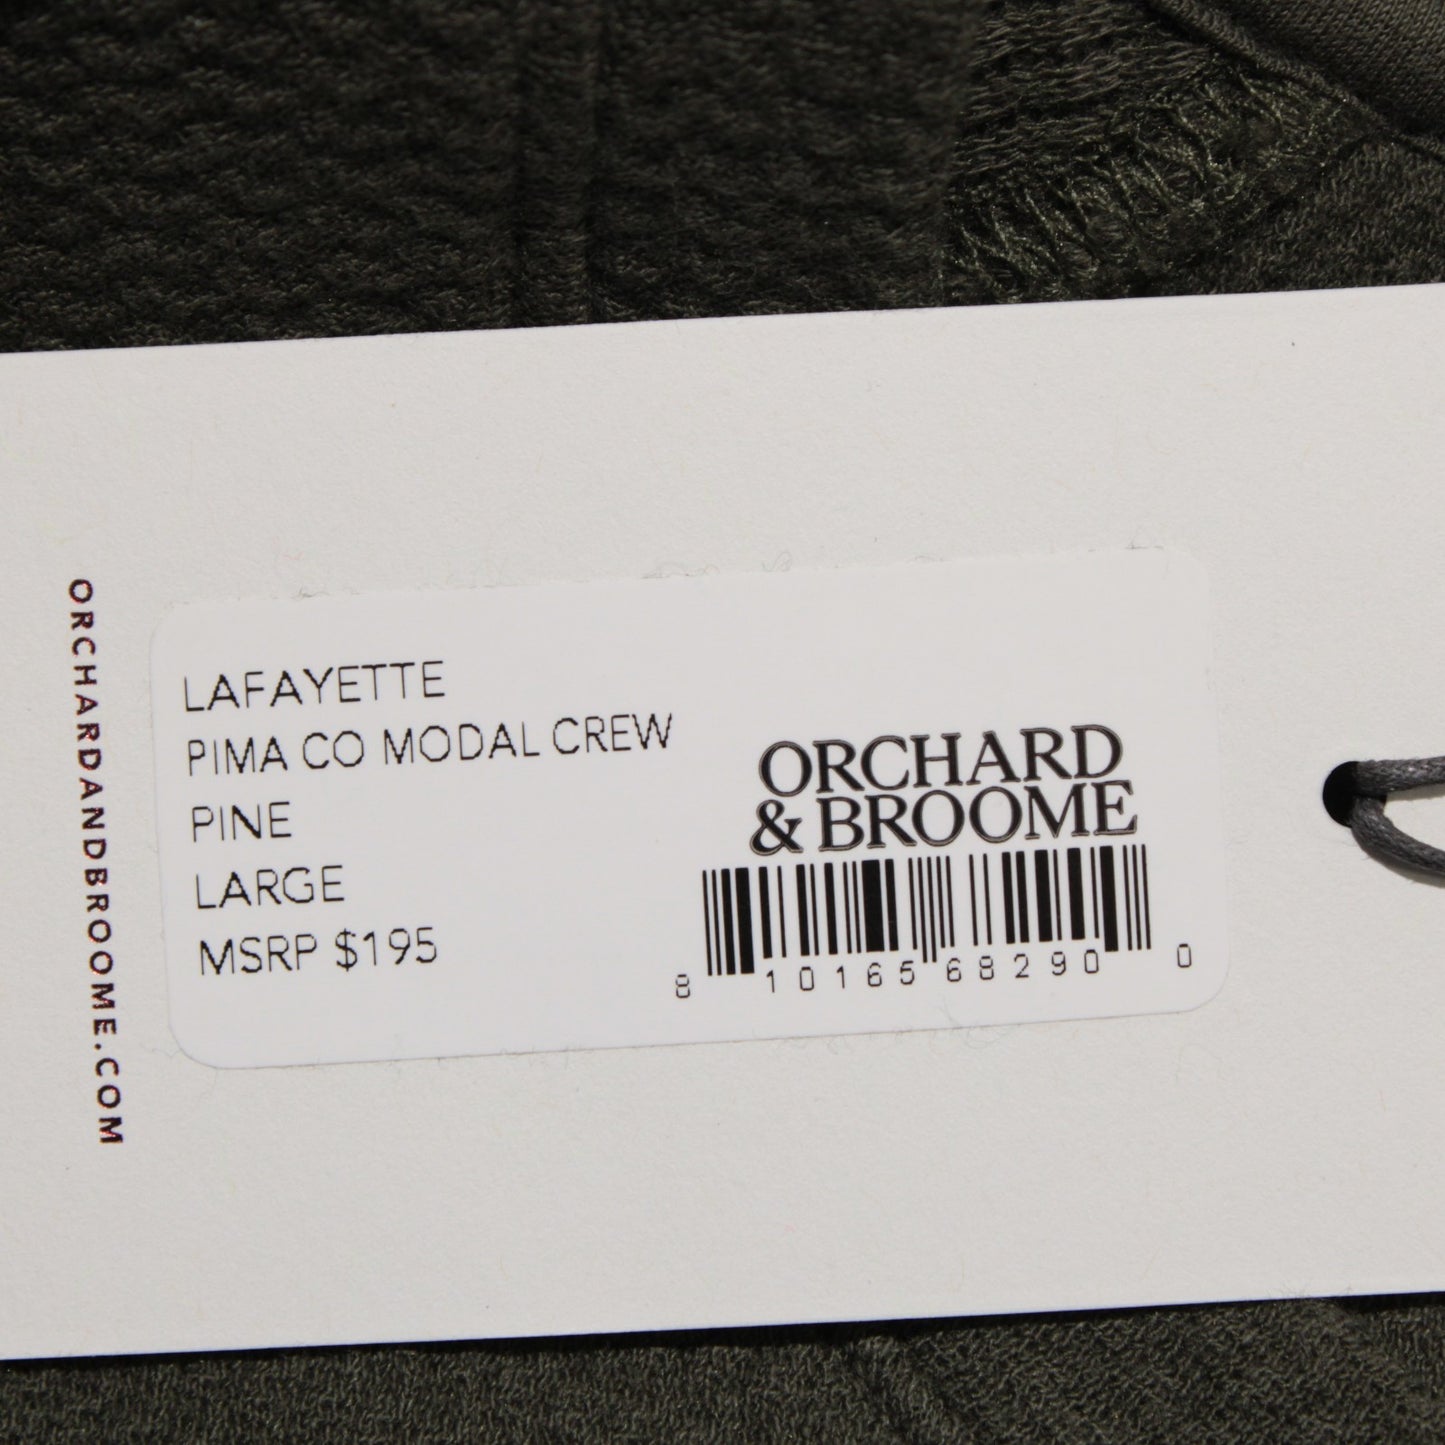 ORCHARDANDBROOME.COM
LAFAYETTE
PIMA CO MODAL CREW
PINE
LARGE
MSRP $195
ORCHARD
& BROOME
8 10165 68290 0